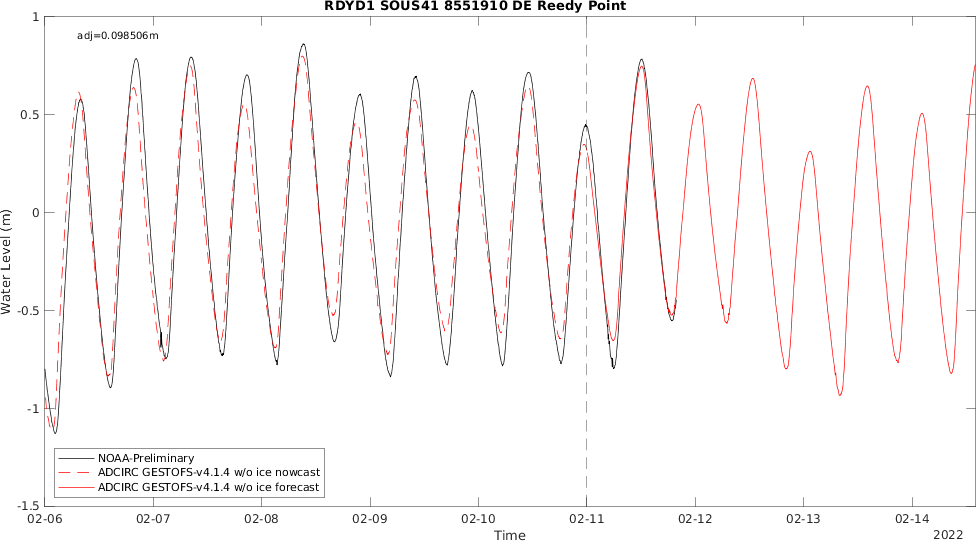 RDYD1 SOUS41 8551910 DE Reedy Point
adj=0.098506m
1
0.5
0
-0.5
-1
-1.5
Water Level (m)
NOAA-Preliminary
ADCIRC GESTOFS-v4.1.4 w/o ice nowcast
ADCIRC GESTOFS-v4.1.4 w/o ice forecast
02-06 02-07 02-08 02-09 02-10 02-11 02-12 02-13 02-14
Time
2022